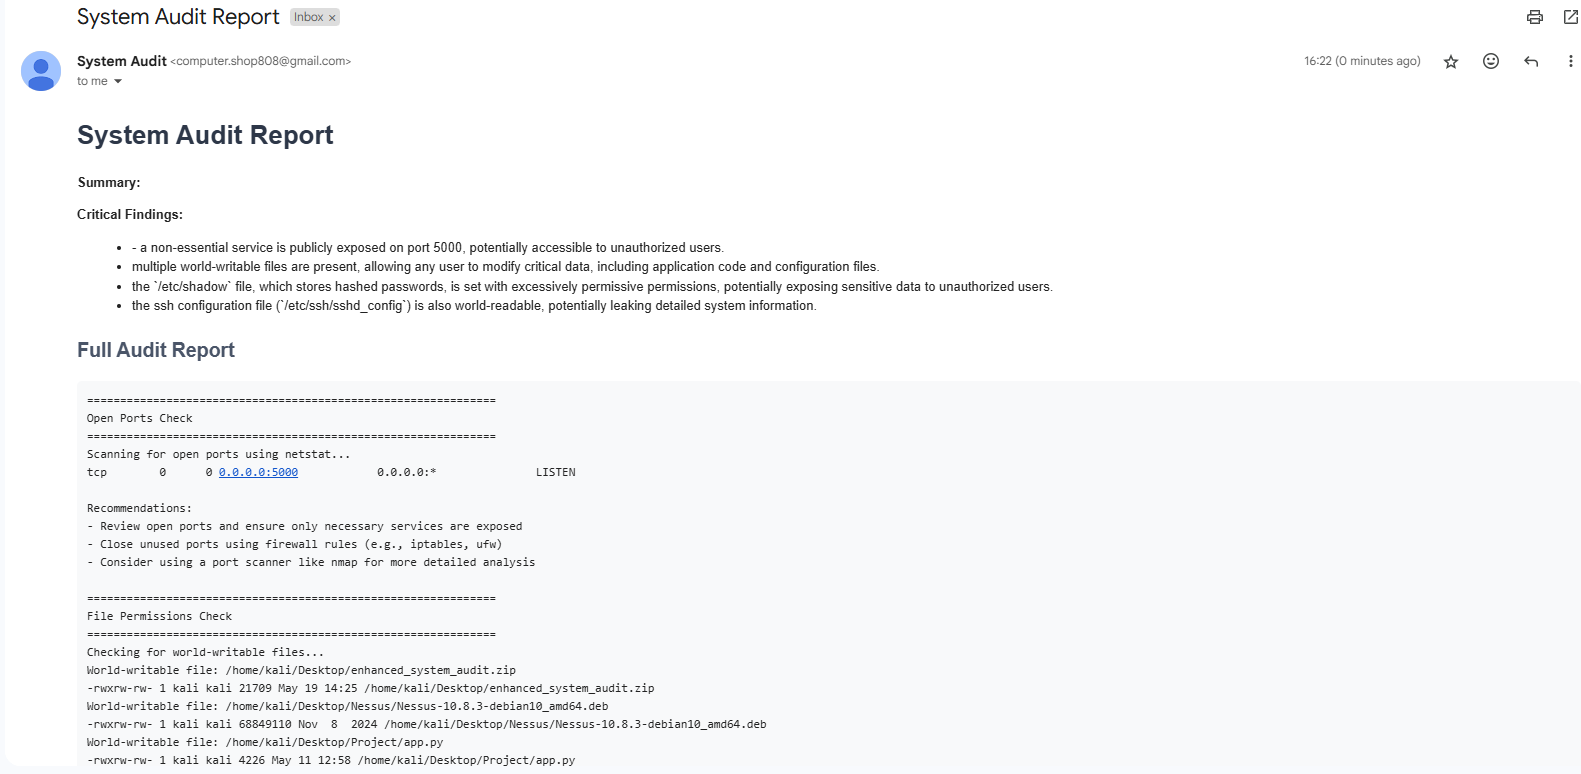 System Audit Report Inbox ×
System Audit <computer.shop808@gmail.com> 16:22 (0 minutes ago)
to me
System Audit Report
Summary:
Critical Findings:
• - a non-essential service is publicly exposed on port 5000, potentially accessible to unauthorized users.
• multiple world-writable files are present, allowing any user to modify critical data, including application code and configuration files.
• the `/etc/shadow` file, which stores hashed passwords, is set with excessively permissive permissions, potentially exposing sensitive data to unauthorized users.
• the ssh configuration file (`/etc/ssh/sshd_config`) is also world-readable, potentially leaking detailed system information.
Full Audit Report
==============================================================
Open Ports Check
==============================================================
Scanning for open ports using netstat...
tcp        0      0 0.0.0.0:5000            0.0.0.0:*               LISTEN
Recommendations:
- Review open ports and ensure only necessary services are exposed
- Close unused ports using firewall rules (e.g., iptables, ufw)
- Consider using a port scanner like nmap for more detailed analysis
==============================================================
File Permissions Check
==============================================================
Checking for world-writable files...
World-writable file: /home/kali/Desktop/enhanced_system_audit.zip
-rwxrw-rw- 1 kali kali 21709 May 19 14:25 /home/kali/Desktop/enhanced_system_audit.zip
World-writable file: /home/kali/Desktop/Nessus/Nessus-10.8.3-debian10_amd64.deb
-rwxrw-rw- 1 kali kali 68849110 Nov  8  2024 /home/kali/Desktop/Nessus/Nessus-10.8.3-debian10_amd64.deb
World-writable file: /home/kali/Desktop/Project/app.py
-rwxrw-rw- 1 kali kali 4226 May 11 12:58 /home/kali/Desktop/Project/app.py